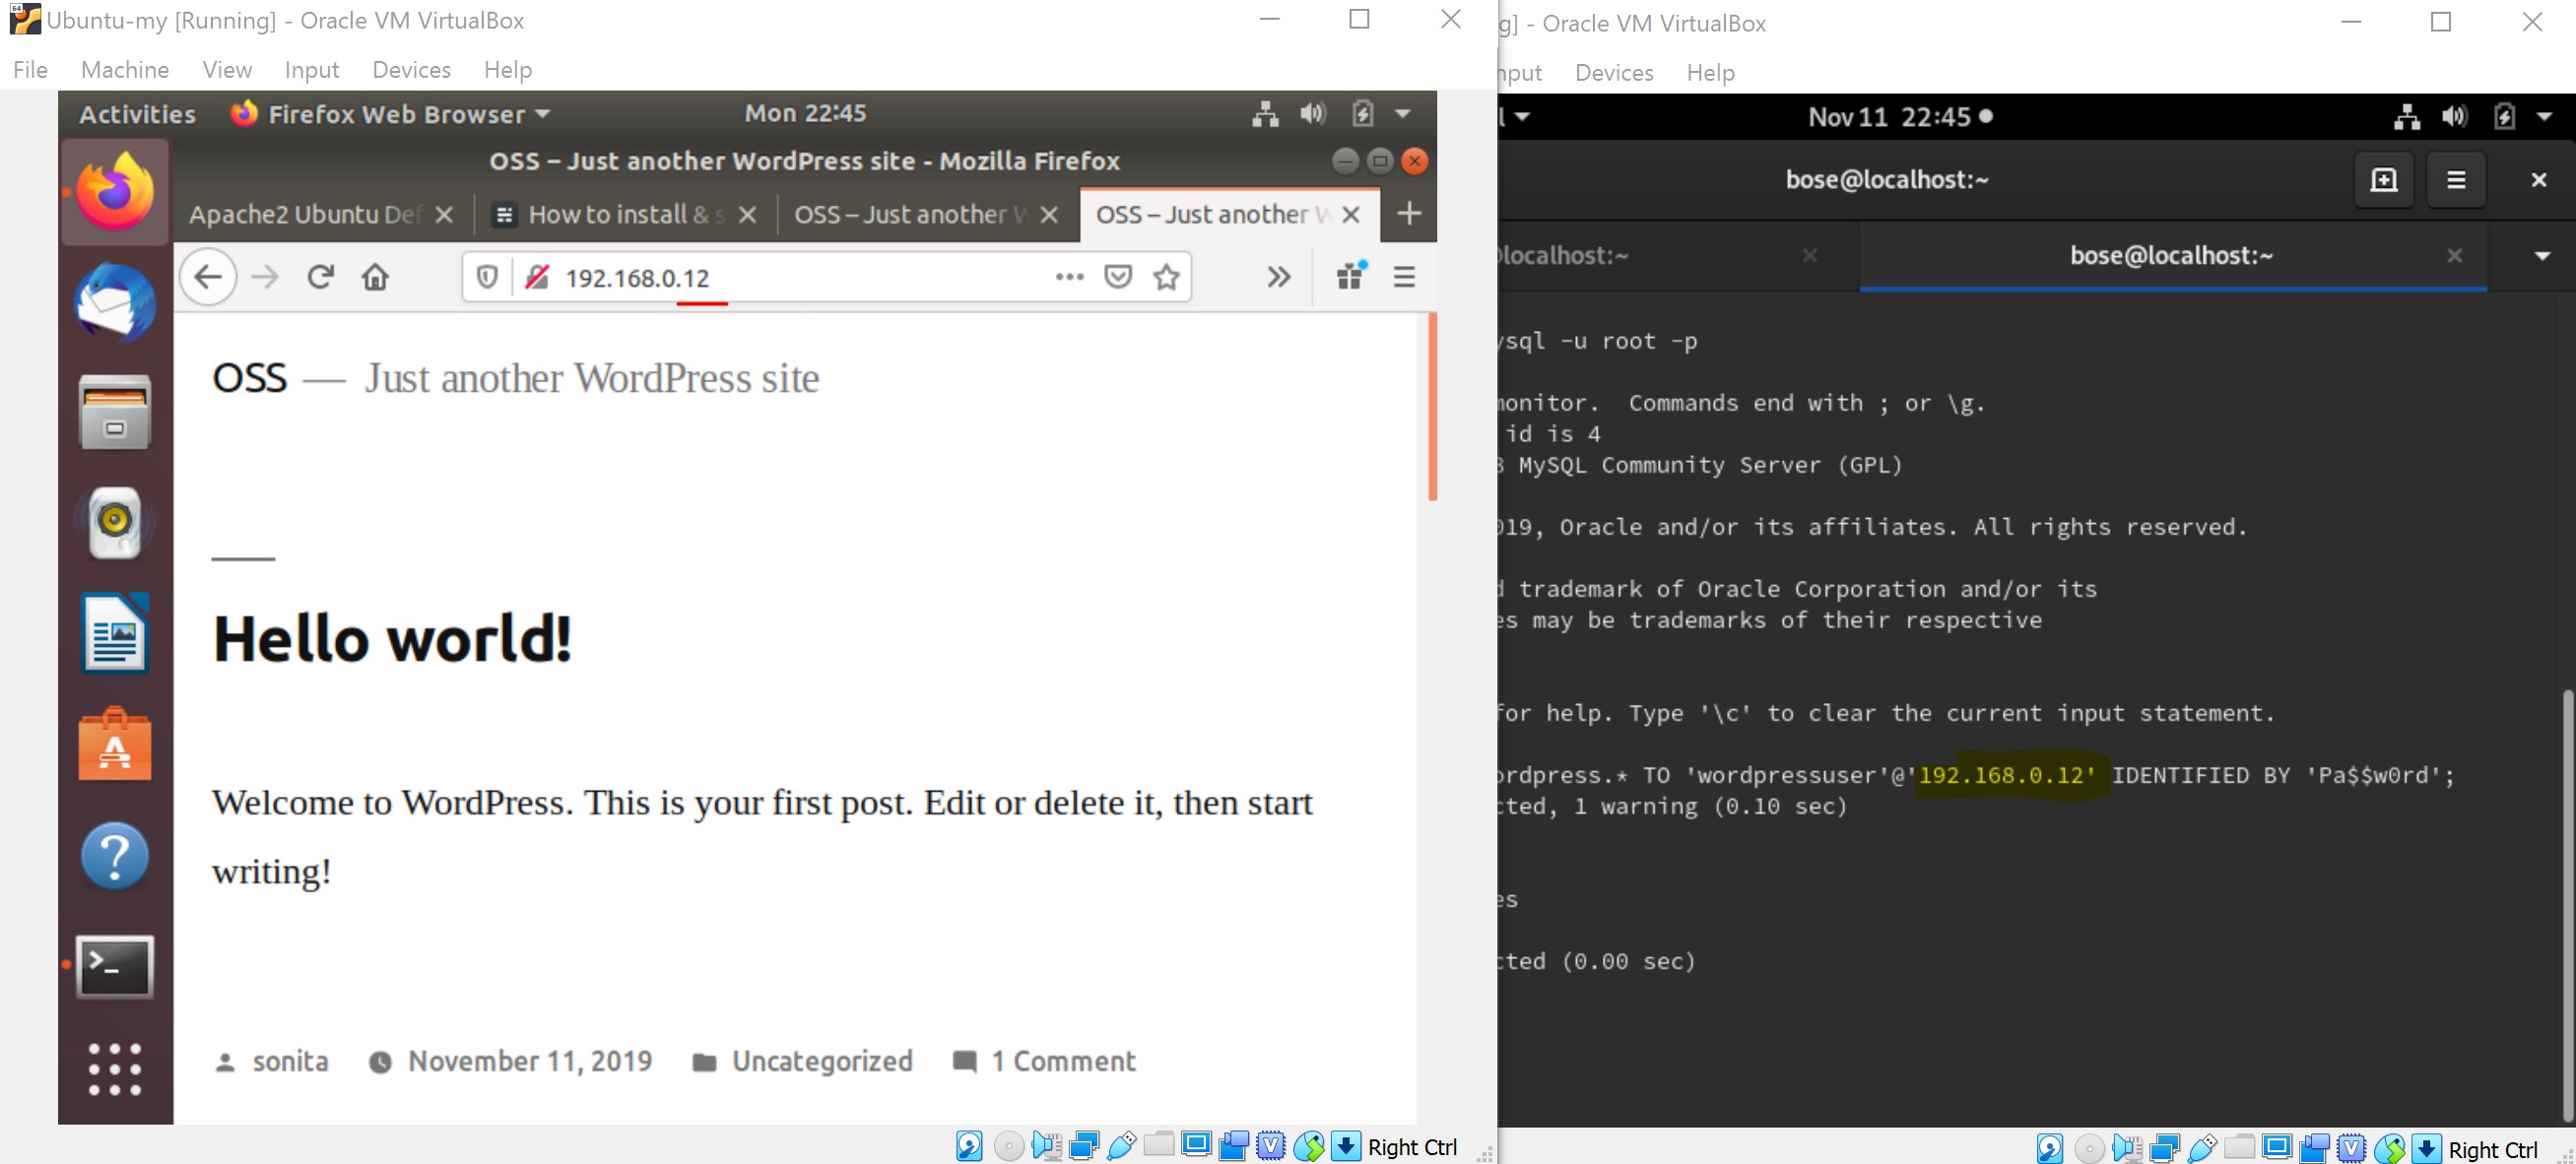 Ubuntu-my [Running] - Oracle VM VirtualBox
File Machine View Input Devices Help
Activities Firefox Web Browser Mon 22:45
OSS – Just another WordPress site - Mozilla Firefox
Apache2 Ubuntu Def How to install & s OSS – Just another W OSS – Just another W
192.168.0.12
OSS — Just another WordPress site
Hello world!
Welcome to WordPress. This is your first post. Edit or delete it, then start
writing!
sonita November 11, 2019 Uncategorized 1 Comment
Right Ctrl
g] - Oracle VM VirtualBox
nput Devices Help
l Nov 11 22:45
bose@localhost:~
localhost:~ bose@localhost:~
ysql -u root -p
monitor. Commands end with ; or \g.
id is 4
8 MySQL Community Server (GPL)
019, Oracle and/or its affiliates. All rights reserved.
d trademark of Oracle Corporation and/or its
es may be trademarks of their respective
for help. Type '\c' to clear the current input statement.
ordpress.* TO 'wordpressuser'@'192.168.0.12' IDENTIFIED BY 'Pa$$w0rd';
cted, 1 warning (0.10 sec)
es
cted (0.00 sec)
Right Ctrl